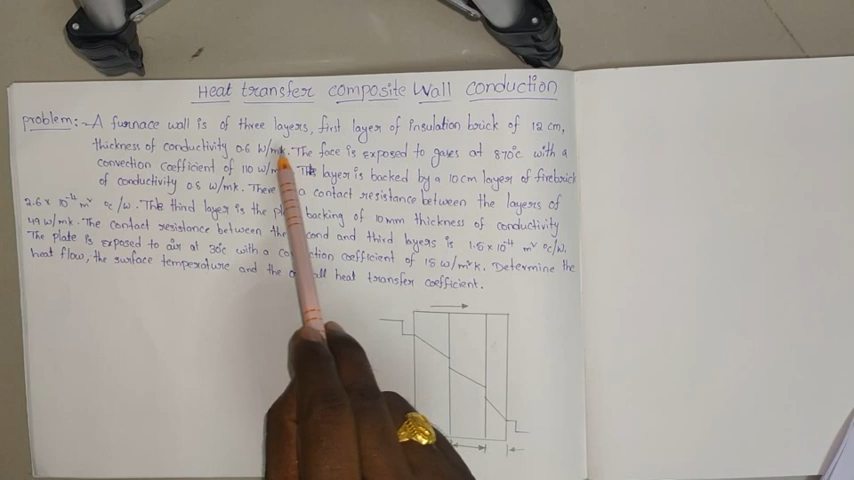 Heat transfer composite Wall conduction
problem:- A furnace wall is of three layers, first layer of insulation brick of 12 cm,
thickness of conductivity 0.6 W/mk. The face is exposed to gases at 870°c with a
convection coefficient of 110 w/m layer is backed by a 10cm layer of firebrick
of conductivity 0.8 w/mk. There a contact resistance between the layers of
2.6 x 10⁻⁴ m² °c/w. The third layer is the backing of 10mm thickness of conductivity
49 w/mk. The contact resistance between the second and third layers is 1.5 x 10⁻⁴ m² °c/w.
The plate is exposed to air at 30°c with a convection coefficient of 15 w/m²k. Determine the
heat flow, the surface temperature and the overall heat transfer coefficient.